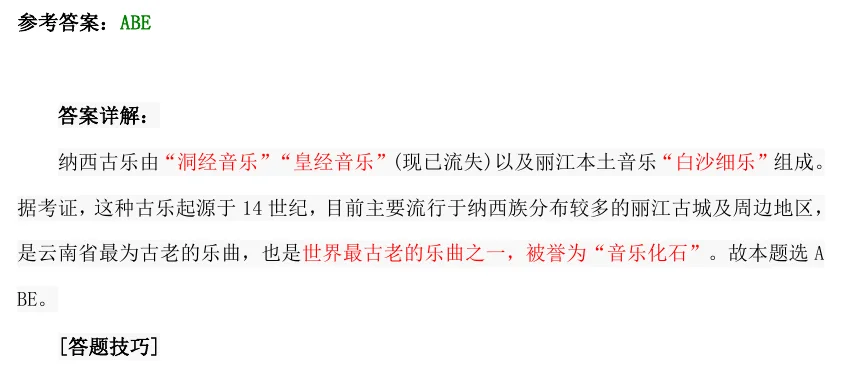 参考答案：ABE
答案详解：
纳西古乐由“洞经音乐”“皇经音乐”(现已流失)以及丽江本土音乐“白沙细乐”组成。
据考证，这种古乐起源于 14 世纪，目前主要流行于纳西族分布较多的丽江古城及周边地区，
是云南省最为古老的乐曲，也是世界最古老的乐曲之一，被誉为“音乐化石”。故本题选 A
BE。
[答题技巧]